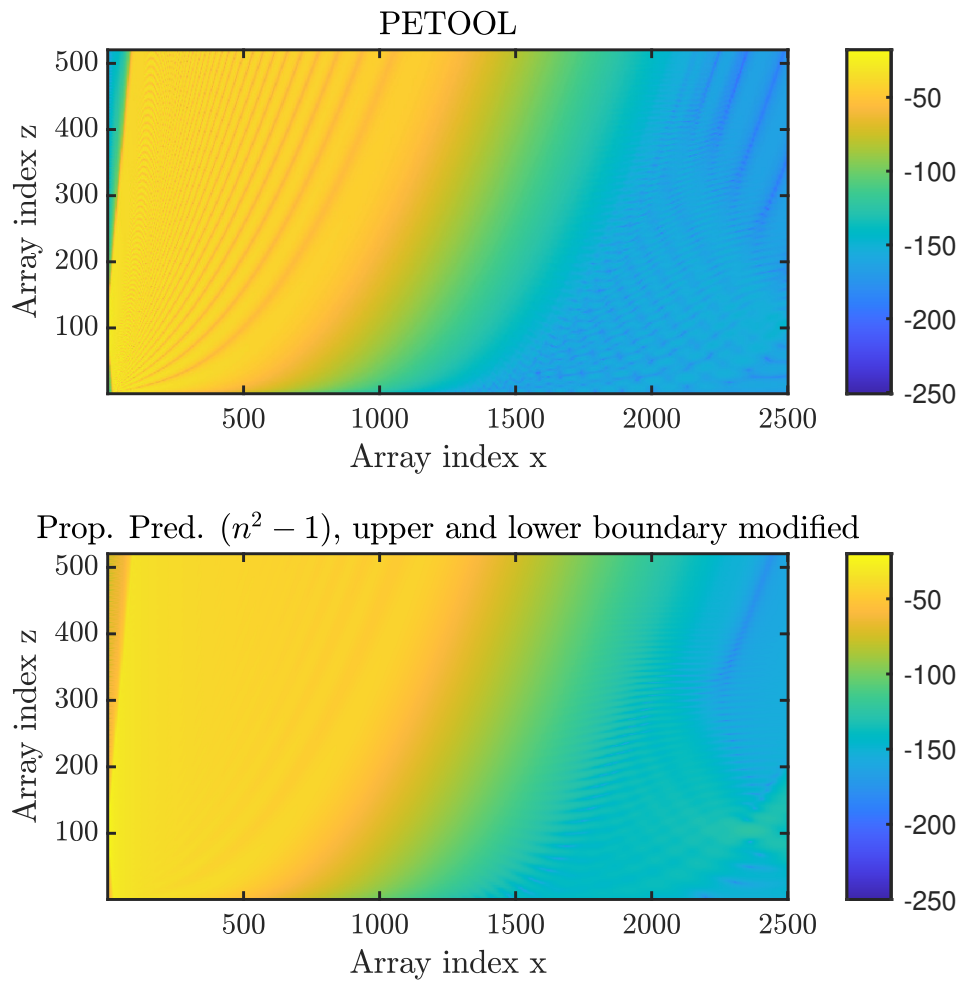 PETOOL
500
400
300
200
100
Array index z
500 1000 1500 2000 2500
Array index x
-50
-100
-150
-200
-250
Prop. Pred. (n² − 1), upper and lower boundary modified
500
400
300
200
100
Array index z
500 1000 1500 2000 2500
Array index x
-50
-100
-150
-200
-250